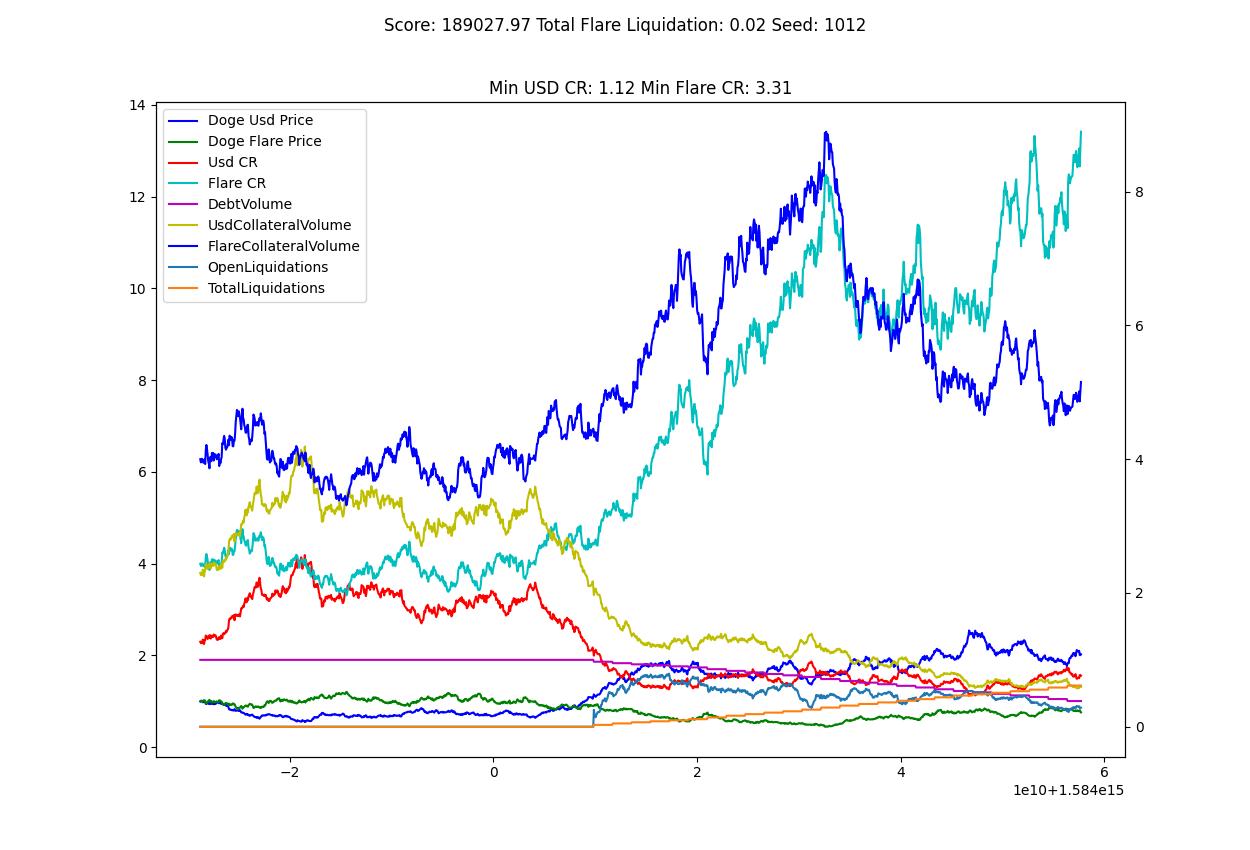 Score: 189027.97 Total Flare Liquidation: 0.02 Seed: 1012
Min USD CR: 1.12 Min Flare CR: 3.31
Doge Usd Price
Doge Flare Price
Usd CR
Flare CR
DebtVolume
UsdCollateralVolume
FlareCollateralVolume
OpenLiquidations
TotalLiquidations
14
12
10
8
6
4
2
0
8
6
4
2
0
−2 0 2 4 6
1e10+1.584e15